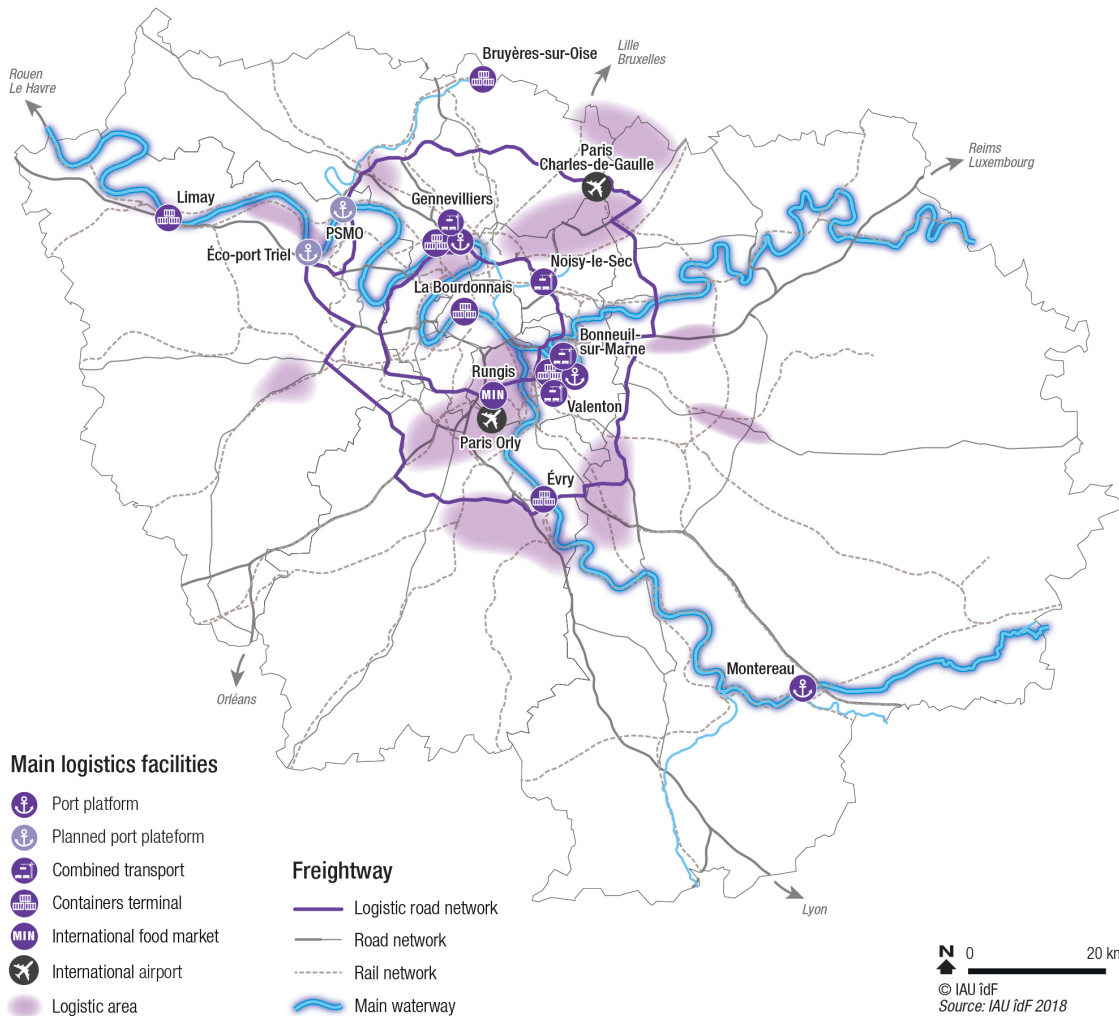 Bruyères-sur-Oise
Lille
Bruxelles
Rouen
Le Havre
Paris
Charles-de-Gaulle
Reims
Luxembourg
Limay
Gennevilliers
PSMO
Éco-port Triel
Noisy-le-Sec
La Bourdonnais
Bonneuil-
sur-Marne
Rungis
MIN
Valenton
Paris Orly
Évry
Montereau
Orléans
Lyon
Main logistics facilities
Port platform
Planned port plateform
Combined transport
Containers terminal
MIN International food market
International airport
Logistic area
Freightway
Logistic road network
Road network
Rail network
Main waterway
N 0 20 km
© IAU îdF
Source: IAU îdF 2018